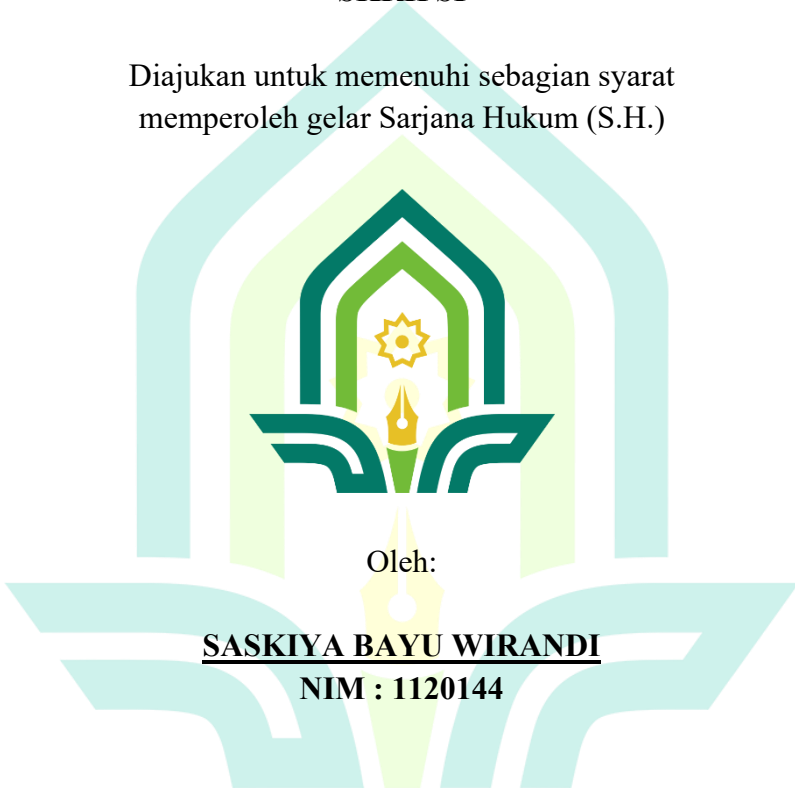 Diajukan untuk memenuhi sebagian syarat
memperoleh gelar Sarjana Hukum (S.H.)
Oleh:
SASKIYA BAYU WIRANDI
NIM : 1120144